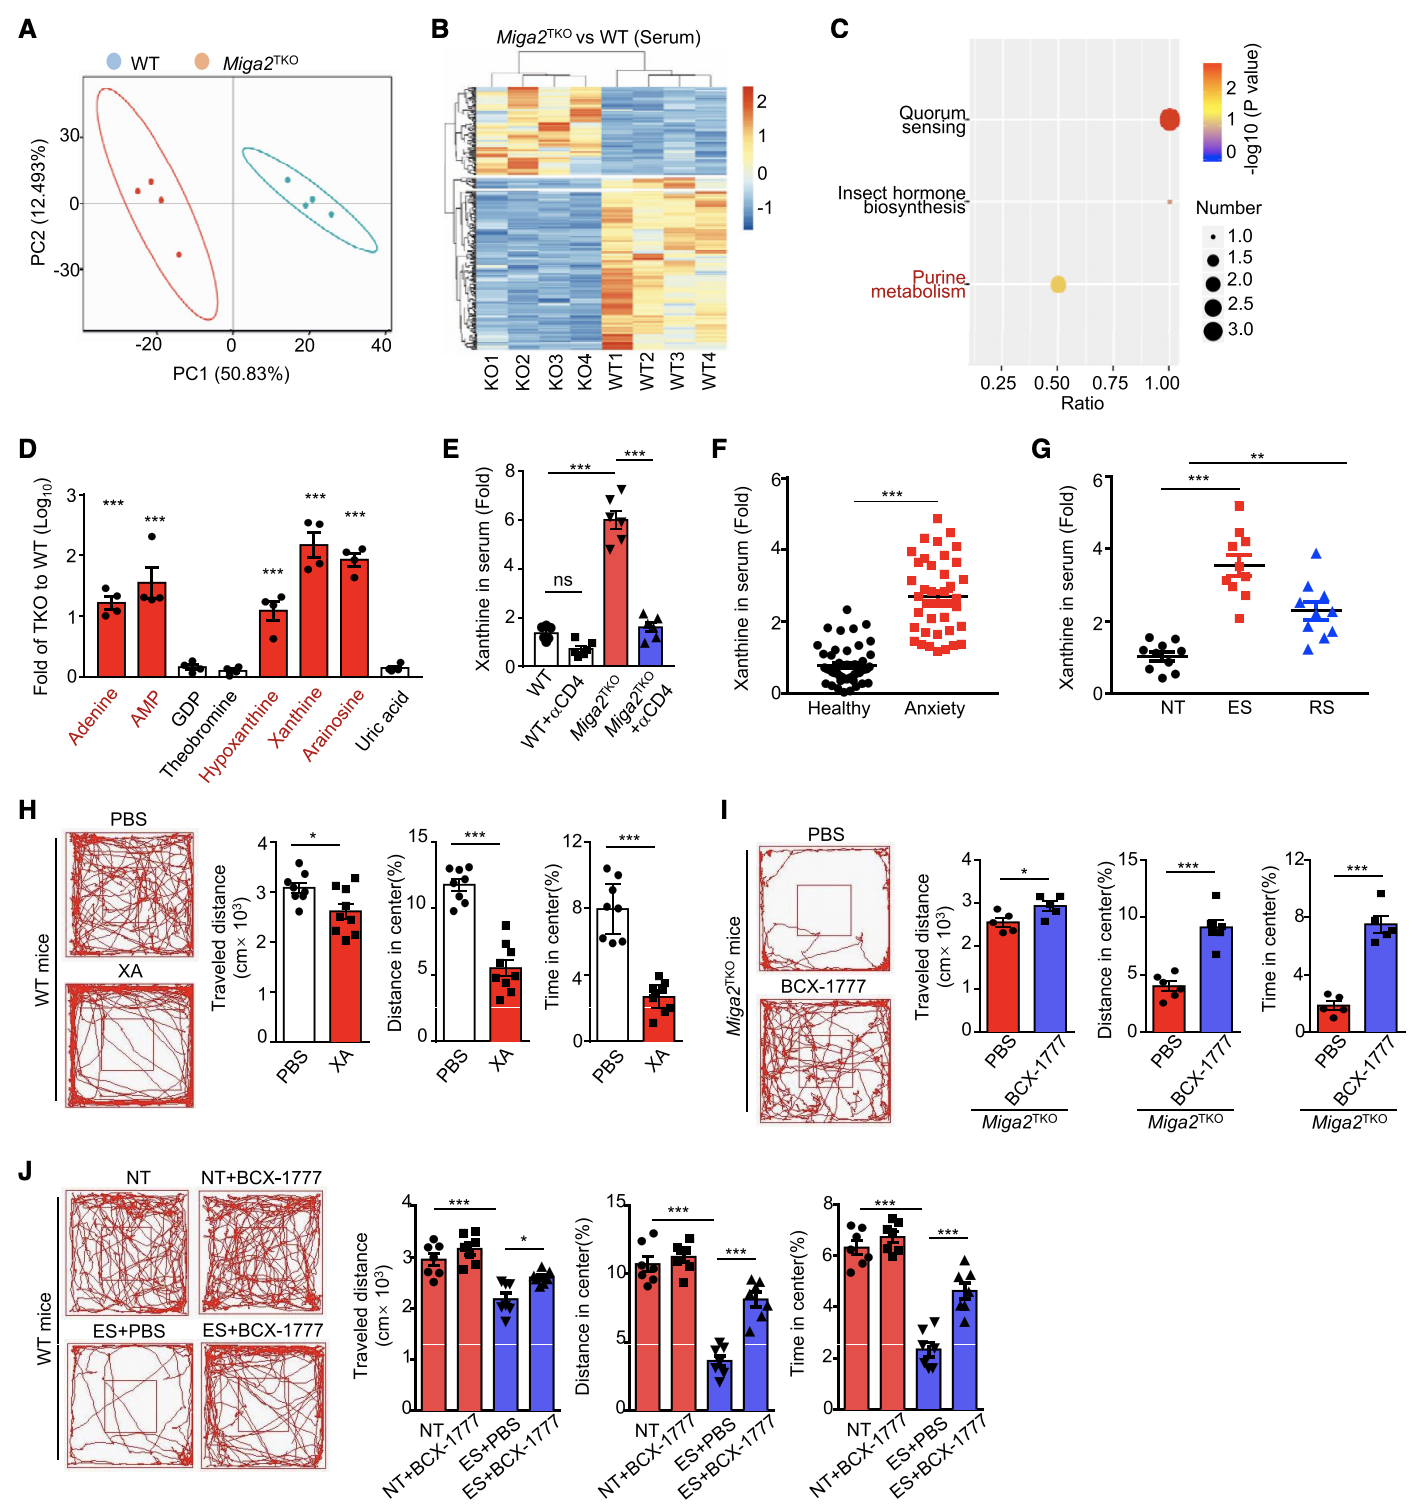 A
WT
Miga2TKO
PC2 (12.493%)
30
0
-30
-20
0
20
40
PC1 (50.83%)
B
Miga2TKO vs WT (Serum)
2
1
0
-1
KO1
KO2
KO3
KO4
WT1
WT2
WT3
WT4
C
Quorum
sensing
Insect hormone
biosynthesis
Purine
metabolism
0.25
0.50
0.75
1.00
Ratio
2
1
0
-log10 (P value)
Number
1.0
1.5
2.0
2.5
3.0
D
Fold of TKO to WT (Log10)
3
2
1
0
***
***
***
***
***
Adenine
AMP
GDP
Theobromine
Hypoxanthine
Xanthine
Arainosine
Uric acid
E
Xanthine in serum (Fold)
8
6
4
2
0
***
***
ns
WT
WT+αCD4
Miga2TKO
Miga2TKO
+αCD4
F
Xanthine in serum (Fold)
6
4
2
0
***
Healthy
Anxiety
G
Xanthine in serum (Fold)
6
4
2
0
**
***
NT
ES
RS
H
WT mice
PBS
XA
Traveled distance
(cm× 10³)
4
3
2
1
0
*
PBS
XA
Distance in center(%)
15
10
5
0
***
PBS
XA
Time in center(%)
12
8
4
0
***
PBS
XA
I
Miga2TKO mice
PBS
BCX-1777
Traveled distance
(cm× 10³)
4
3
2
1
0
*
PBS
BCX-1777
Miga2TKO
Distance in center(%)
15
10
5
0
***
PBS
BCX-1777
Miga2TKO
Time in center(%)
12
8
4
0
***
PBS
BCX-1777
Miga2TKO
J
WT mice
NT
NT+BCX-1777
ES+PBS
ES+BCX-1777
Traveled distance
(cm× 10³)
4
3
2
1
0
***
*
NT
NT+BCX-1777
ES+PBS
ES+BCX-1777
Distance in center(%)
15
10
5
0
***
***
NT
NT+BCX-1777
ES+PBS
ES+BCX-1777
Time in center(%)
8
6
4
2
0
***
***
NT
NT+BCX-1777
ES+PBS
ES+BCX-1777